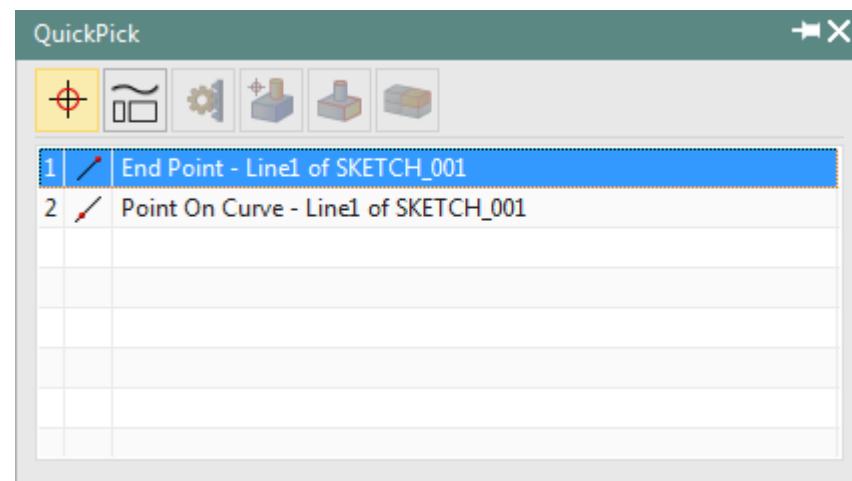 QuickPick
1 End Point - Line1 of SKETCH_001
2 Point On Curve - Line1 of SKETCH_001